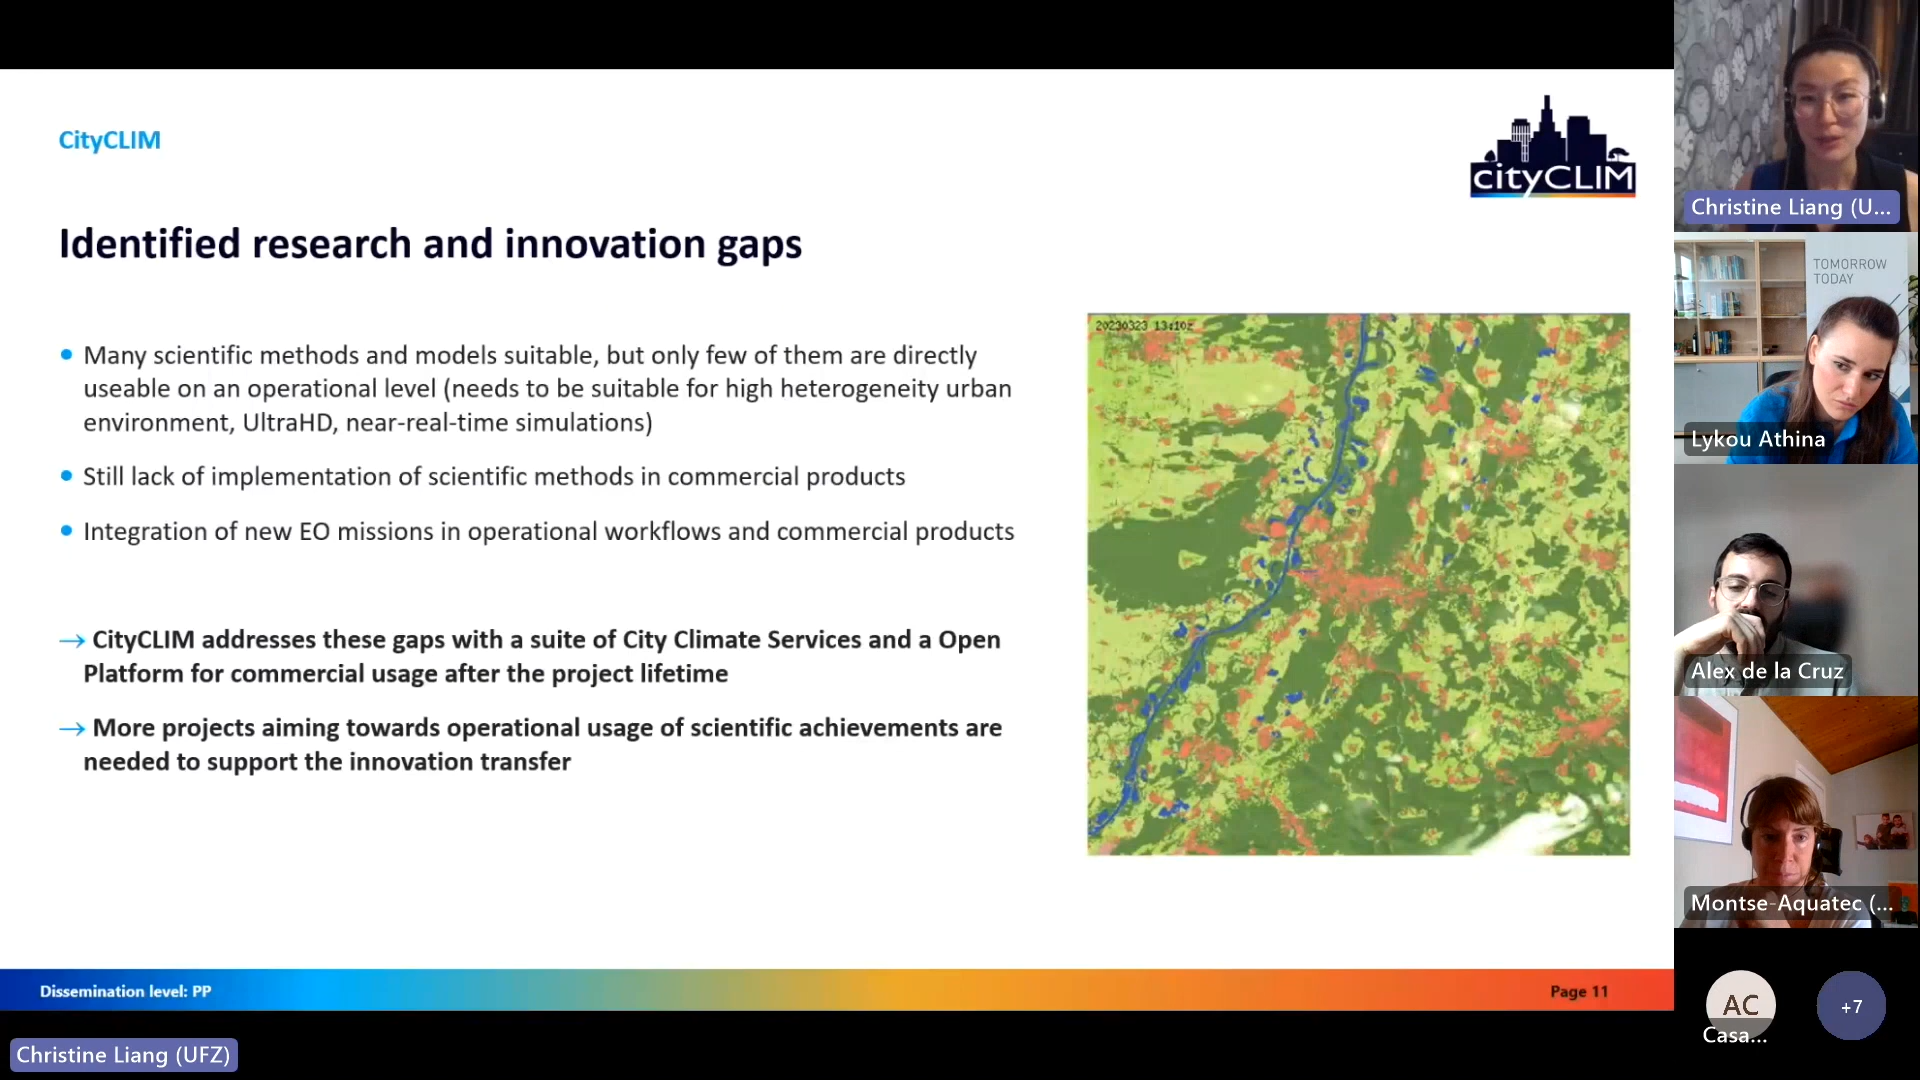 CityCLIM
cityCLIM
Identified research and innovation gaps
Many scientific methods and models suitable, but only few of them are directly
useable on an operational level (needs to be suitable for high heterogeneity urban
environment, UltraHD, near-real-time simulations)
Still lack of implementation of scientific methods in commercial products
Integration of new EO missions in operational workflows and commercial products
→ CityCLIM addresses these gaps with a suite of City Climate Services and a Open
Platform for commercial usage after the project lifetime
→ More projects aiming towards operational usage of scientific achievements are
needed to support the innovation transfer
20230323 13:10z
Dissemination level: PP
Page 11
Christine Liang (UFZ)
Christine Liang (U...
TOMORROW
TODAY
Lykou Athina
Alex de la Cruz
Montse-Aquatec (...
AC
Casa...
+7